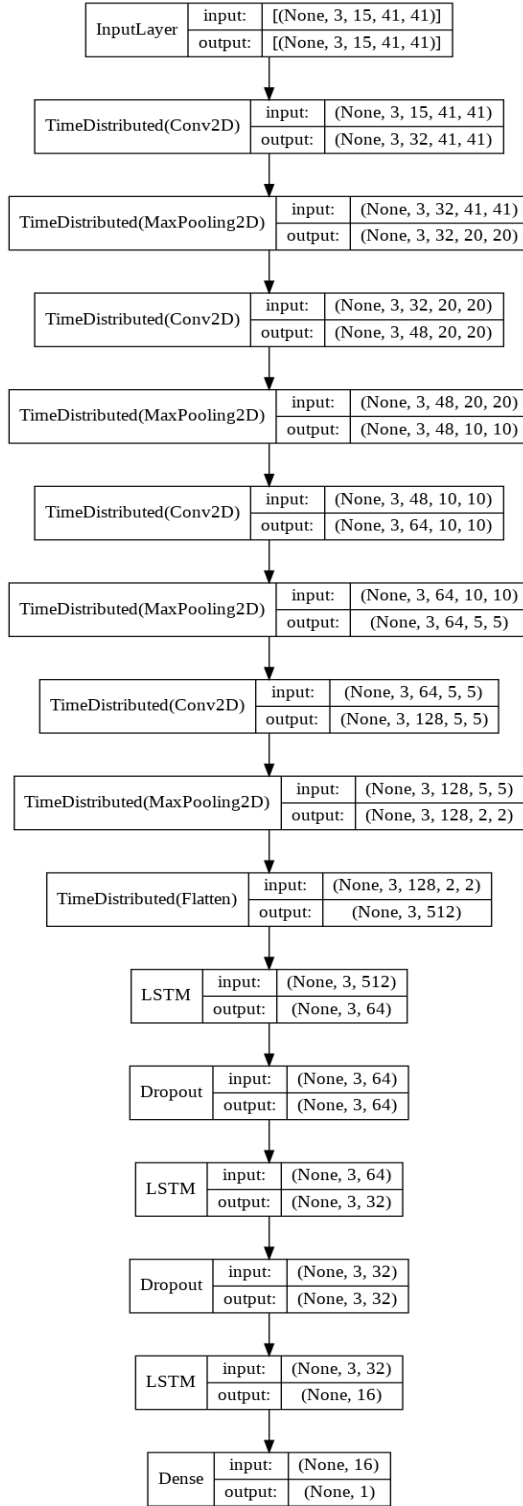 InputLayer
input: [(None, 3, 15, 41, 41)]
output: [(None, 3, 15, 41, 41)]
TimeDistributed(Conv2D)
input: (None, 3, 15, 41, 41)
output: (None, 3, 32, 41, 41)
TimeDistributed(MaxPooling2D)
input: (None, 3, 32, 41, 41)
output: (None, 3, 32, 20, 20)
TimeDistributed(Conv2D)
input: (None, 3, 32, 20, 20)
output: (None, 3, 48, 20, 20)
TimeDistributed(MaxPooling2D)
input: (None, 3, 48, 20, 20)
output: (None, 3, 48, 10, 10)
TimeDistributed(Conv2D)
input: (None, 3, 48, 10, 10)
output: (None, 3, 64, 10, 10)
TimeDistributed(MaxPooling2D)
input: (None, 3, 64, 10, 10)
output: (None, 3, 64, 5, 5)
TimeDistributed(Conv2D)
input: (None, 3, 64, 5, 5)
output: (None, 3, 128, 5, 5)
TimeDistributed(MaxPooling2D)
input: (None, 3, 128, 5, 5)
output: (None, 3, 128, 2, 2)
TimeDistributed(Flatten)
input: (None, 3, 128, 2, 2)
output: (None, 3, 512)
LSTM
input: (None, 3, 512)
output: (None, 3, 64)
Dropout
input: (None, 3, 64)
output: (None, 3, 64)
LSTM
input: (None, 3, 64)
output: (None, 3, 32)
Dropout
input: (None, 3, 32)
output: (None, 3, 32)
LSTM
input: (None, 3, 32)
output: (None, 16)
Dense
input: (None, 16)
output: (None, 1)